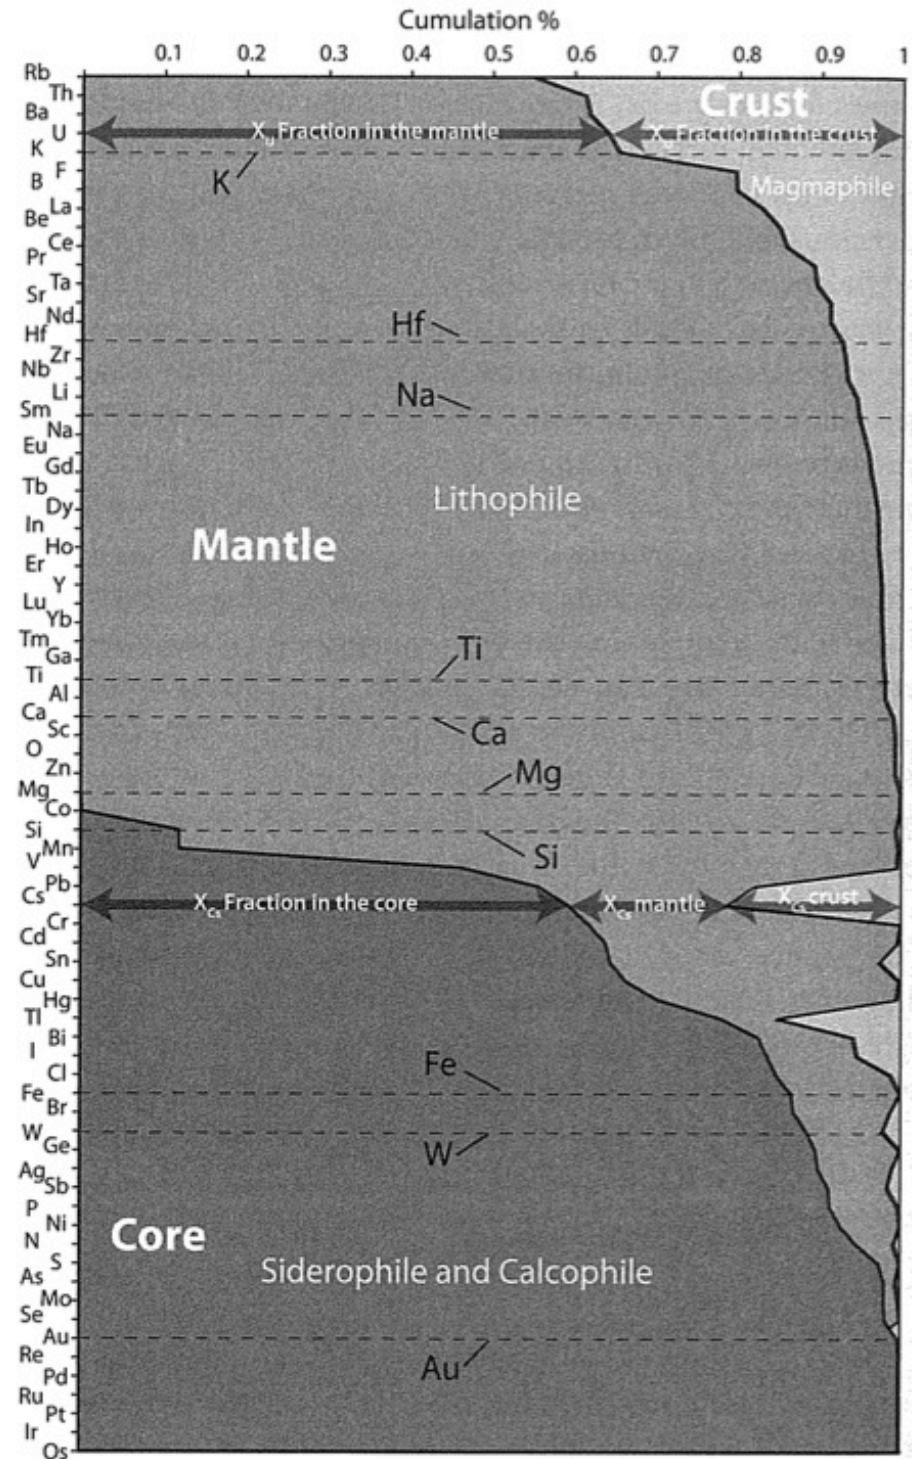 Cumulation %
0.1 0.2 0.3 0.4 0.5 0.6 0.7 0.8 0.9 1
Rb
Th
Crust
Ba
U
X_U Fraction in the mantle
X_U Fraction in the crust
K
F
K
Magmaphile
B
La
Be
Ce
Pr
Ta
Sr
Nd
Hf
Hf
Zr
Nb
Li
Na
Sm
Na
Eu
Gd
Tb
Lithophile
Dy
In
Ho
Mantle
Er
Y
Lu
Yb
Tm
Ti
Ga
Ti
Al
Ca
Sc
Ca
O
Zn
Mg
Mg
Co
Si
Mn
Si
V
Pb
Cs
X_Cs Fraction in the core
X_Cs mantle
X_Cs crust
Cr
Cd
Sn
Cu
Hg
Tl
Bi
I
Fe
Cl
Fe
Br
W
Ge
W
Ag
Sb
P
Ni
Core
N
S
Siderophile and Calcophile
As
Mo
Se
Au
Re
Au
Pd
Ru
Pt
Ir
Os